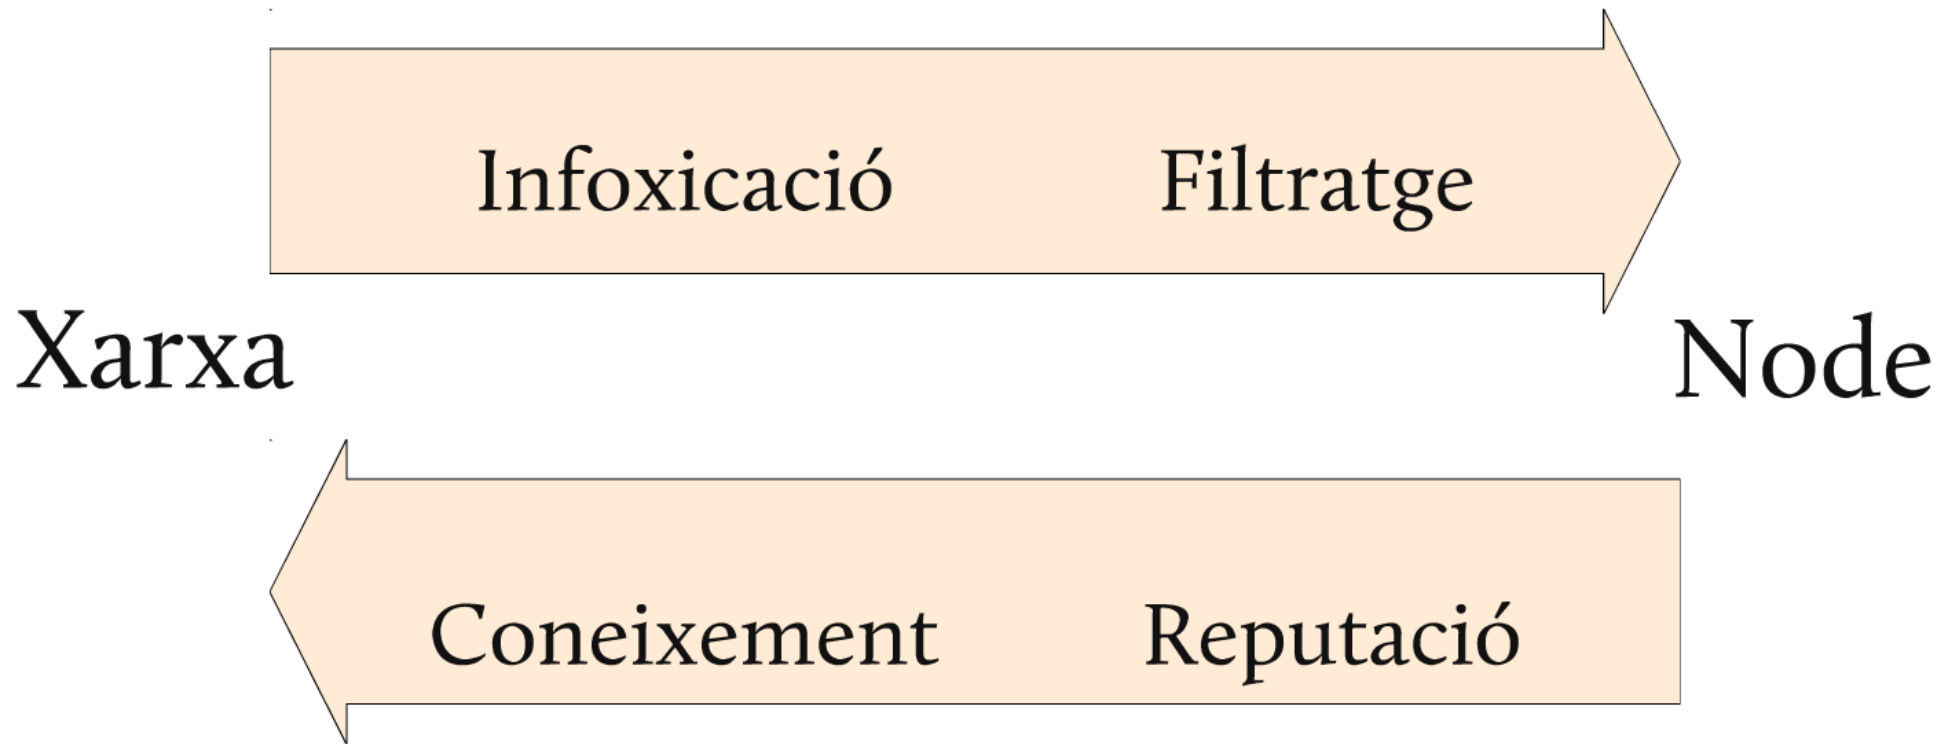 Infoxicació Filtratge
Xarxa Node
Coneixement Reputació